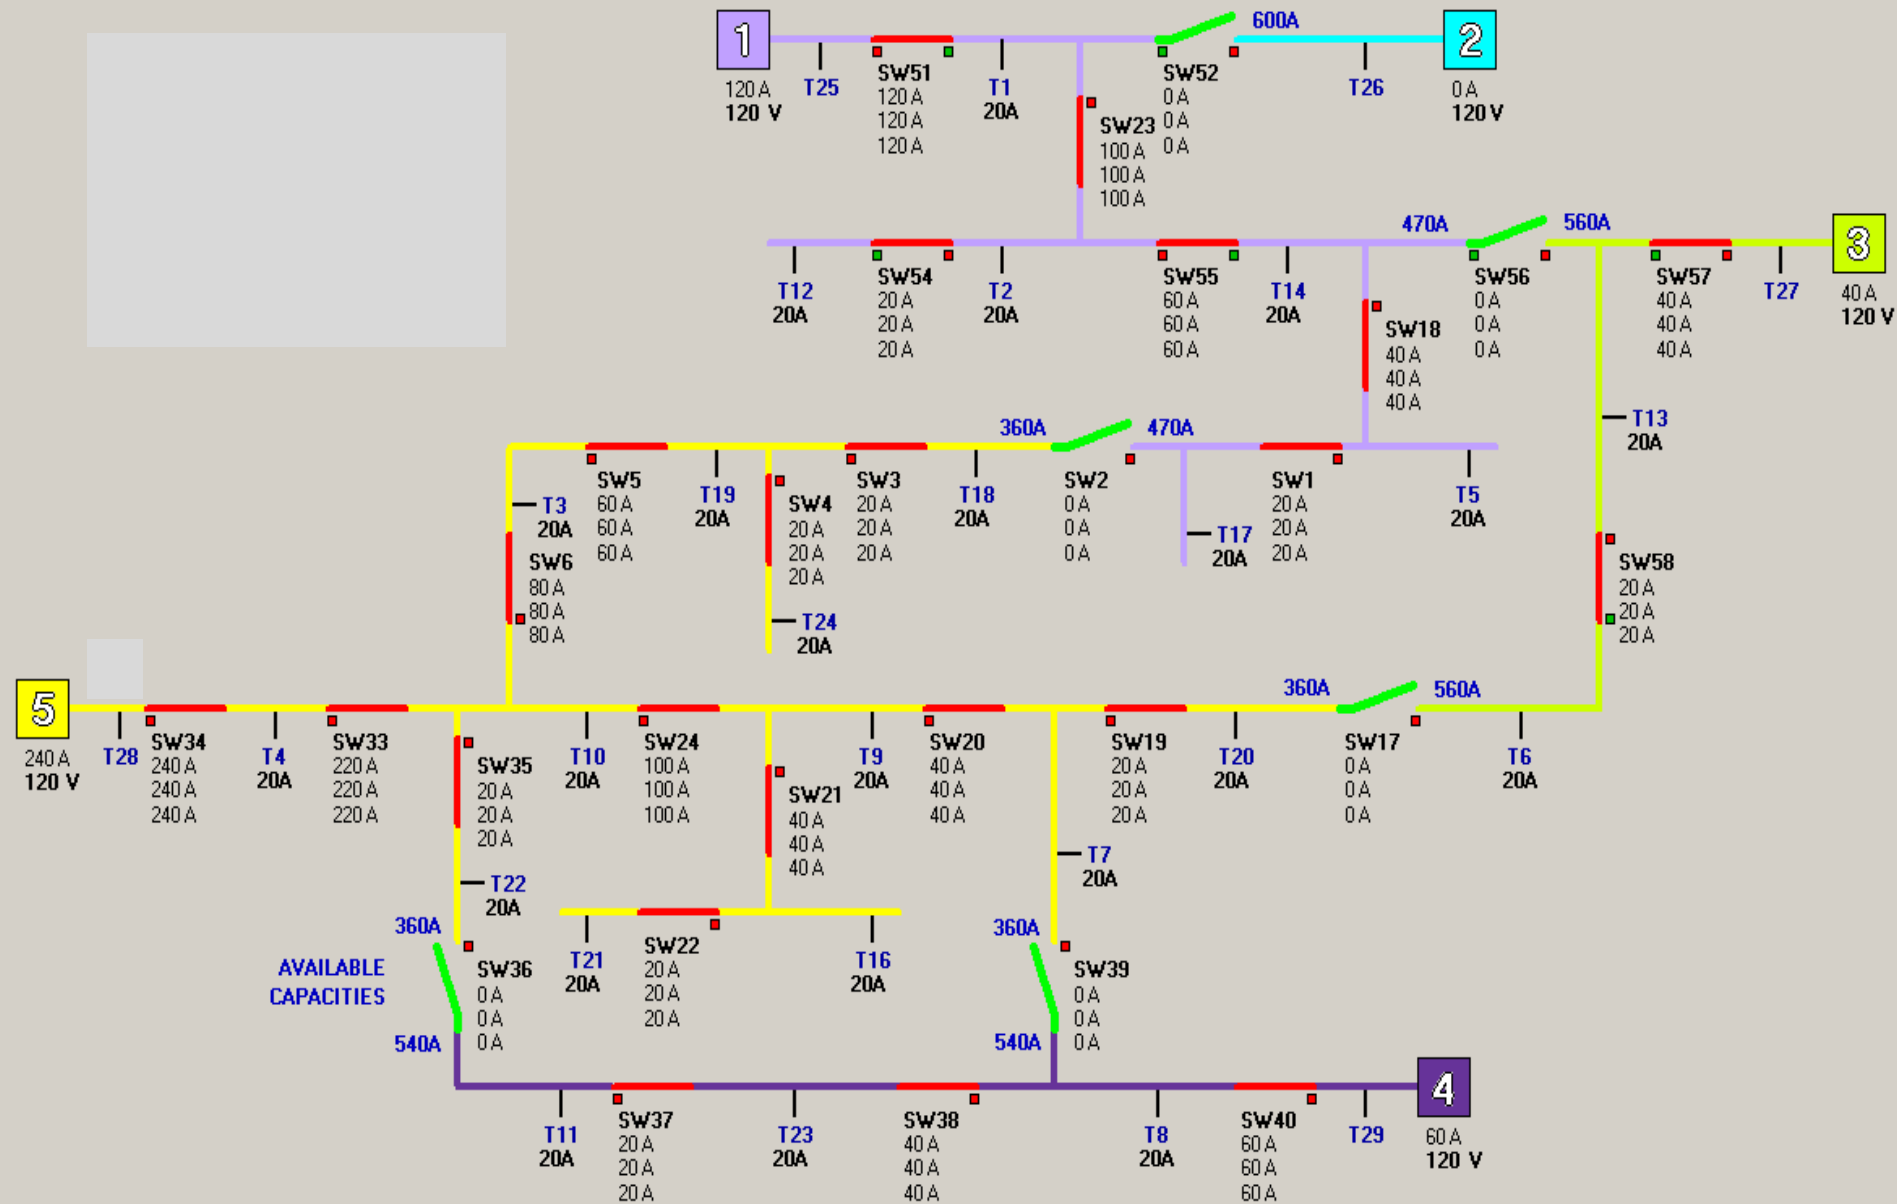 1
120 A
120 V
T25
SW51
120 A
120 A
120 A
T1
20A
600A
SW52
0 A
0 A
0 A
T26
2
0 A
120 V
SW23
100 A
100 A
100 A
T12
20A
SW54
20 A
20 A
20 A
T2
20A
SW55
60 A
60 A
60 A
T14
20A
470A
560A
SW56
0 A
0 A
0 A
SW57
40 A
40 A
40 A
T27
3
40 A
120 V
SW18
40 A
40 A
40 A
T13
20A
360A
470A
T3
20A
SW5
60 A
60 A
60 A
T19
20A
SW4
20 A
20 A
20 A
SW3
20 A
20 A
20 A
T18
20A
SW2
0 A
0 A
0 A
T17
20A
SW1
20 A
20 A
20 A
T5
20A
SW6
80 A
80 A
80 A
T24
20A
SW58
20 A
20 A
20 A
5
240 A
120 V
T28
SW34
240 A
240 A
240 A
T4
20A
SW33
220 A
220 A
220 A
SW35
20 A
20 A
20 A
T10
20A
SW24
100 A
100 A
100 A
SW21
40 A
40 A
40 A
T9
20A
SW20
40 A
40 A
40 A
SW19
20 A
20 A
20 A
T20
20A
360A
560A
SW17
0 A
0 A
0 A
T6
20A
T22
20A
T7
20A
360A
AVAILABLE
CAPACITIES
540A
SW36
0 A
0 A
0 A
T21
20A
SW22
20 A
20 A
20 A
T16
20A
360A
540A
SW39
0 A
0 A
0 A
T11
20A
SW37
20 A
20 A
20 A
T23
20A
SW38
40 A
40 A
40 A
T8
20A
SW40
60 A
60 A
60 A
T29
4
60 A
120 V